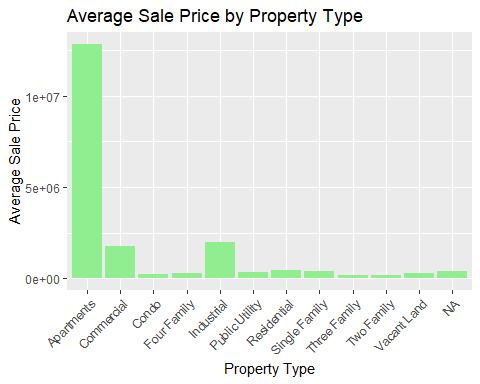 Average Sale Price by Property Type
Average Sale Price
1e+07
5e+06
0e+00
Apartments
Commercial
Condo
Four Family
Industrial
Public Utility
Residential
Single Family
Three Family
Two Family
Vacant Land
NA
Property Type